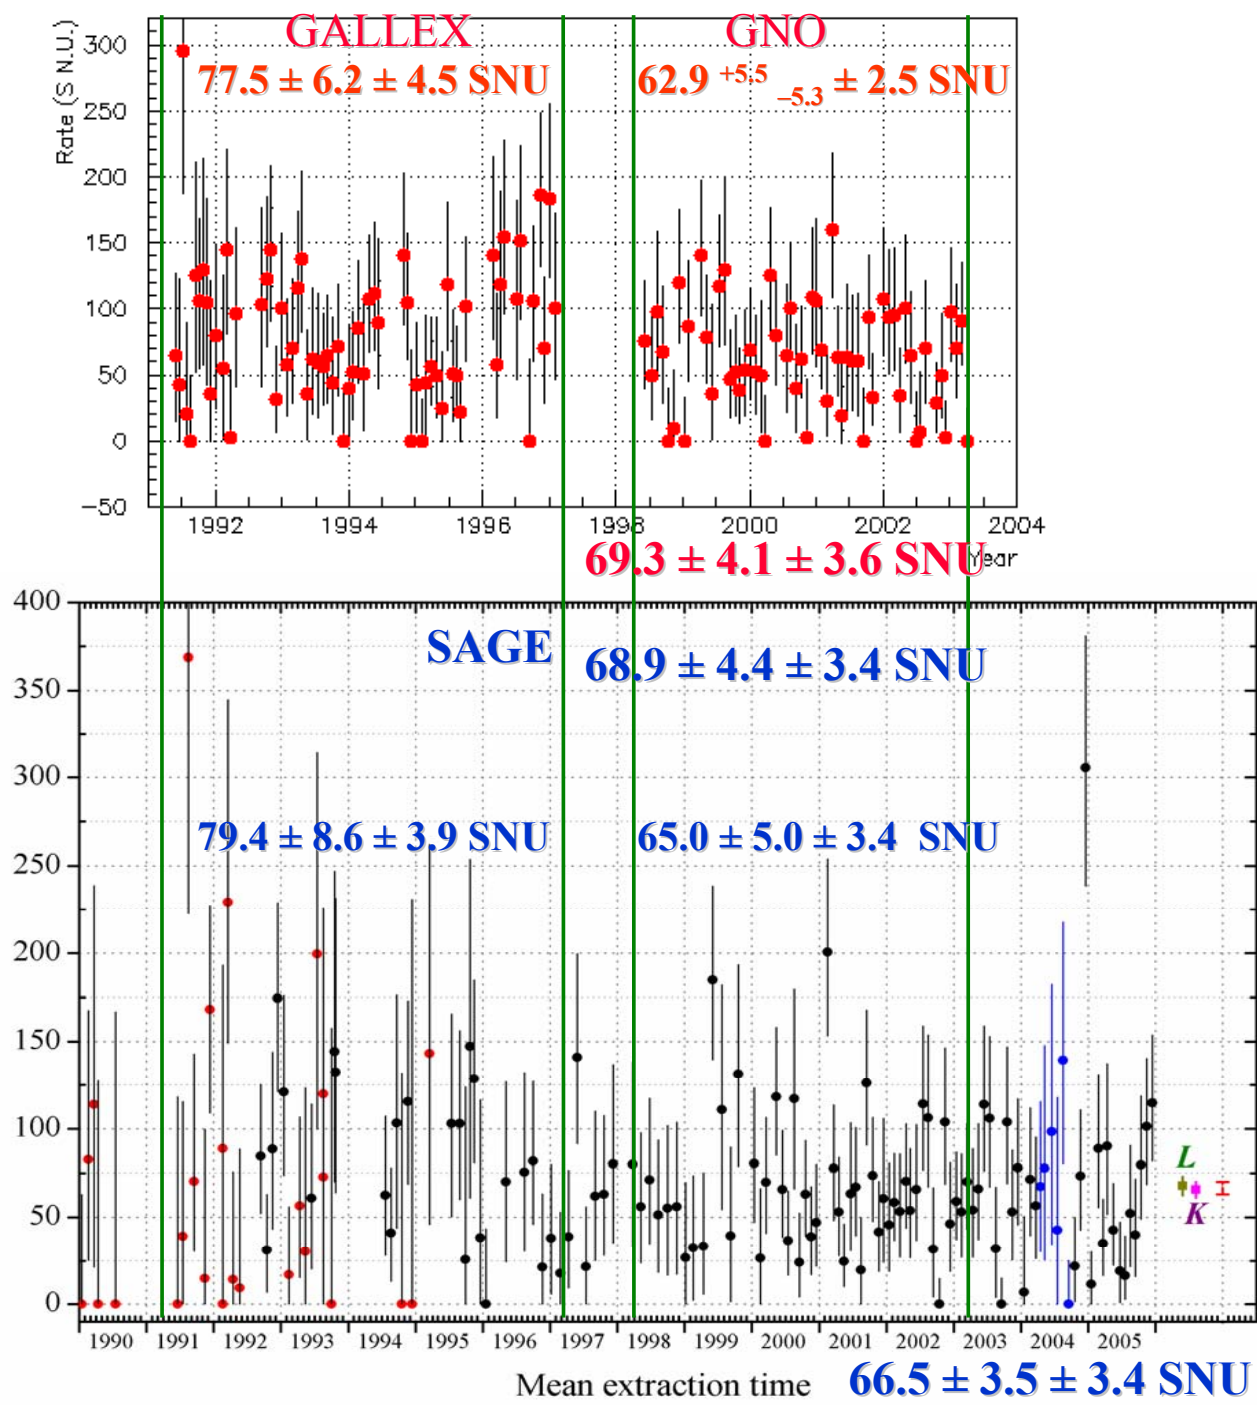 GALLEX GNO
77.5 ± 6.2 ± 4.5 SNU 62.9 +5.5 –5.3 ± 2.5 SNU
Rate (S N.U.)
300
250
200
150
100
50
0
−50
1992 1994 1996 1998 2000 2002 2004
Year
69.3 ± 4.1 ± 3.6 SNU
SAGE 68.9 ± 4.4 ± 3.4 SNU
79.4 ± 8.6 ± 3.9 SNU 65.0 ± 5.0 ± 3.4 SNU
400
350
300
250
200
150
100
50
0
L
K
1990 1991 1992 1993 1994 1995 1996 1997 1998 1999 2000 2001 2002 2003 2004 2005
Mean extraction time 66.5 ± 3.5 ± 3.4 SNU